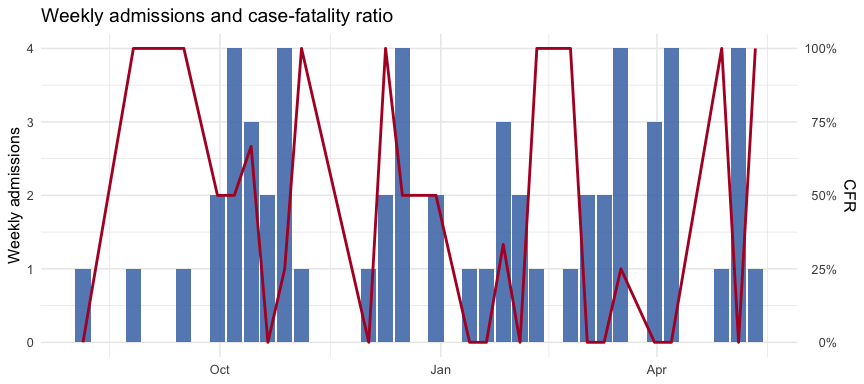 Weekly admissions and case-fatality ratio
4
3
2
1
0
Weekly admissions
100%
75%
50%
25%
0%
CFR
Oct
Jan
Apr